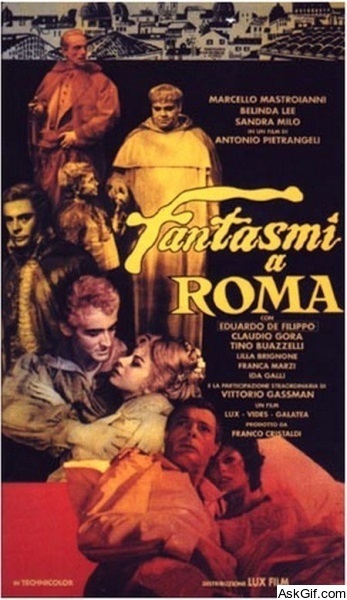 MARCELLO MASTROIANNI
BELINDA LEE
SANDRA MILO
IN UN FILM DI
ANTONIO PIETRANGELI
Fantasmi
a
ROMA
CON
EDUARDO DE FILIPPO
CLAUDIO GORA
TINO BUAZZELLI
LILLA BRIGNONE
FRANCA MARZI
IDA GALLI
E LA PARTECIPAZIONE STRAORDINARIA DI
VITTORIO GASSMAN
UN FILM
LUX - VIDES - GALATEA
PRODOTTO DA
FRANCO CRISTALDI
IN TECHNICOLOR
DISTRIBUZIONE LUX FILM
AskGif.com